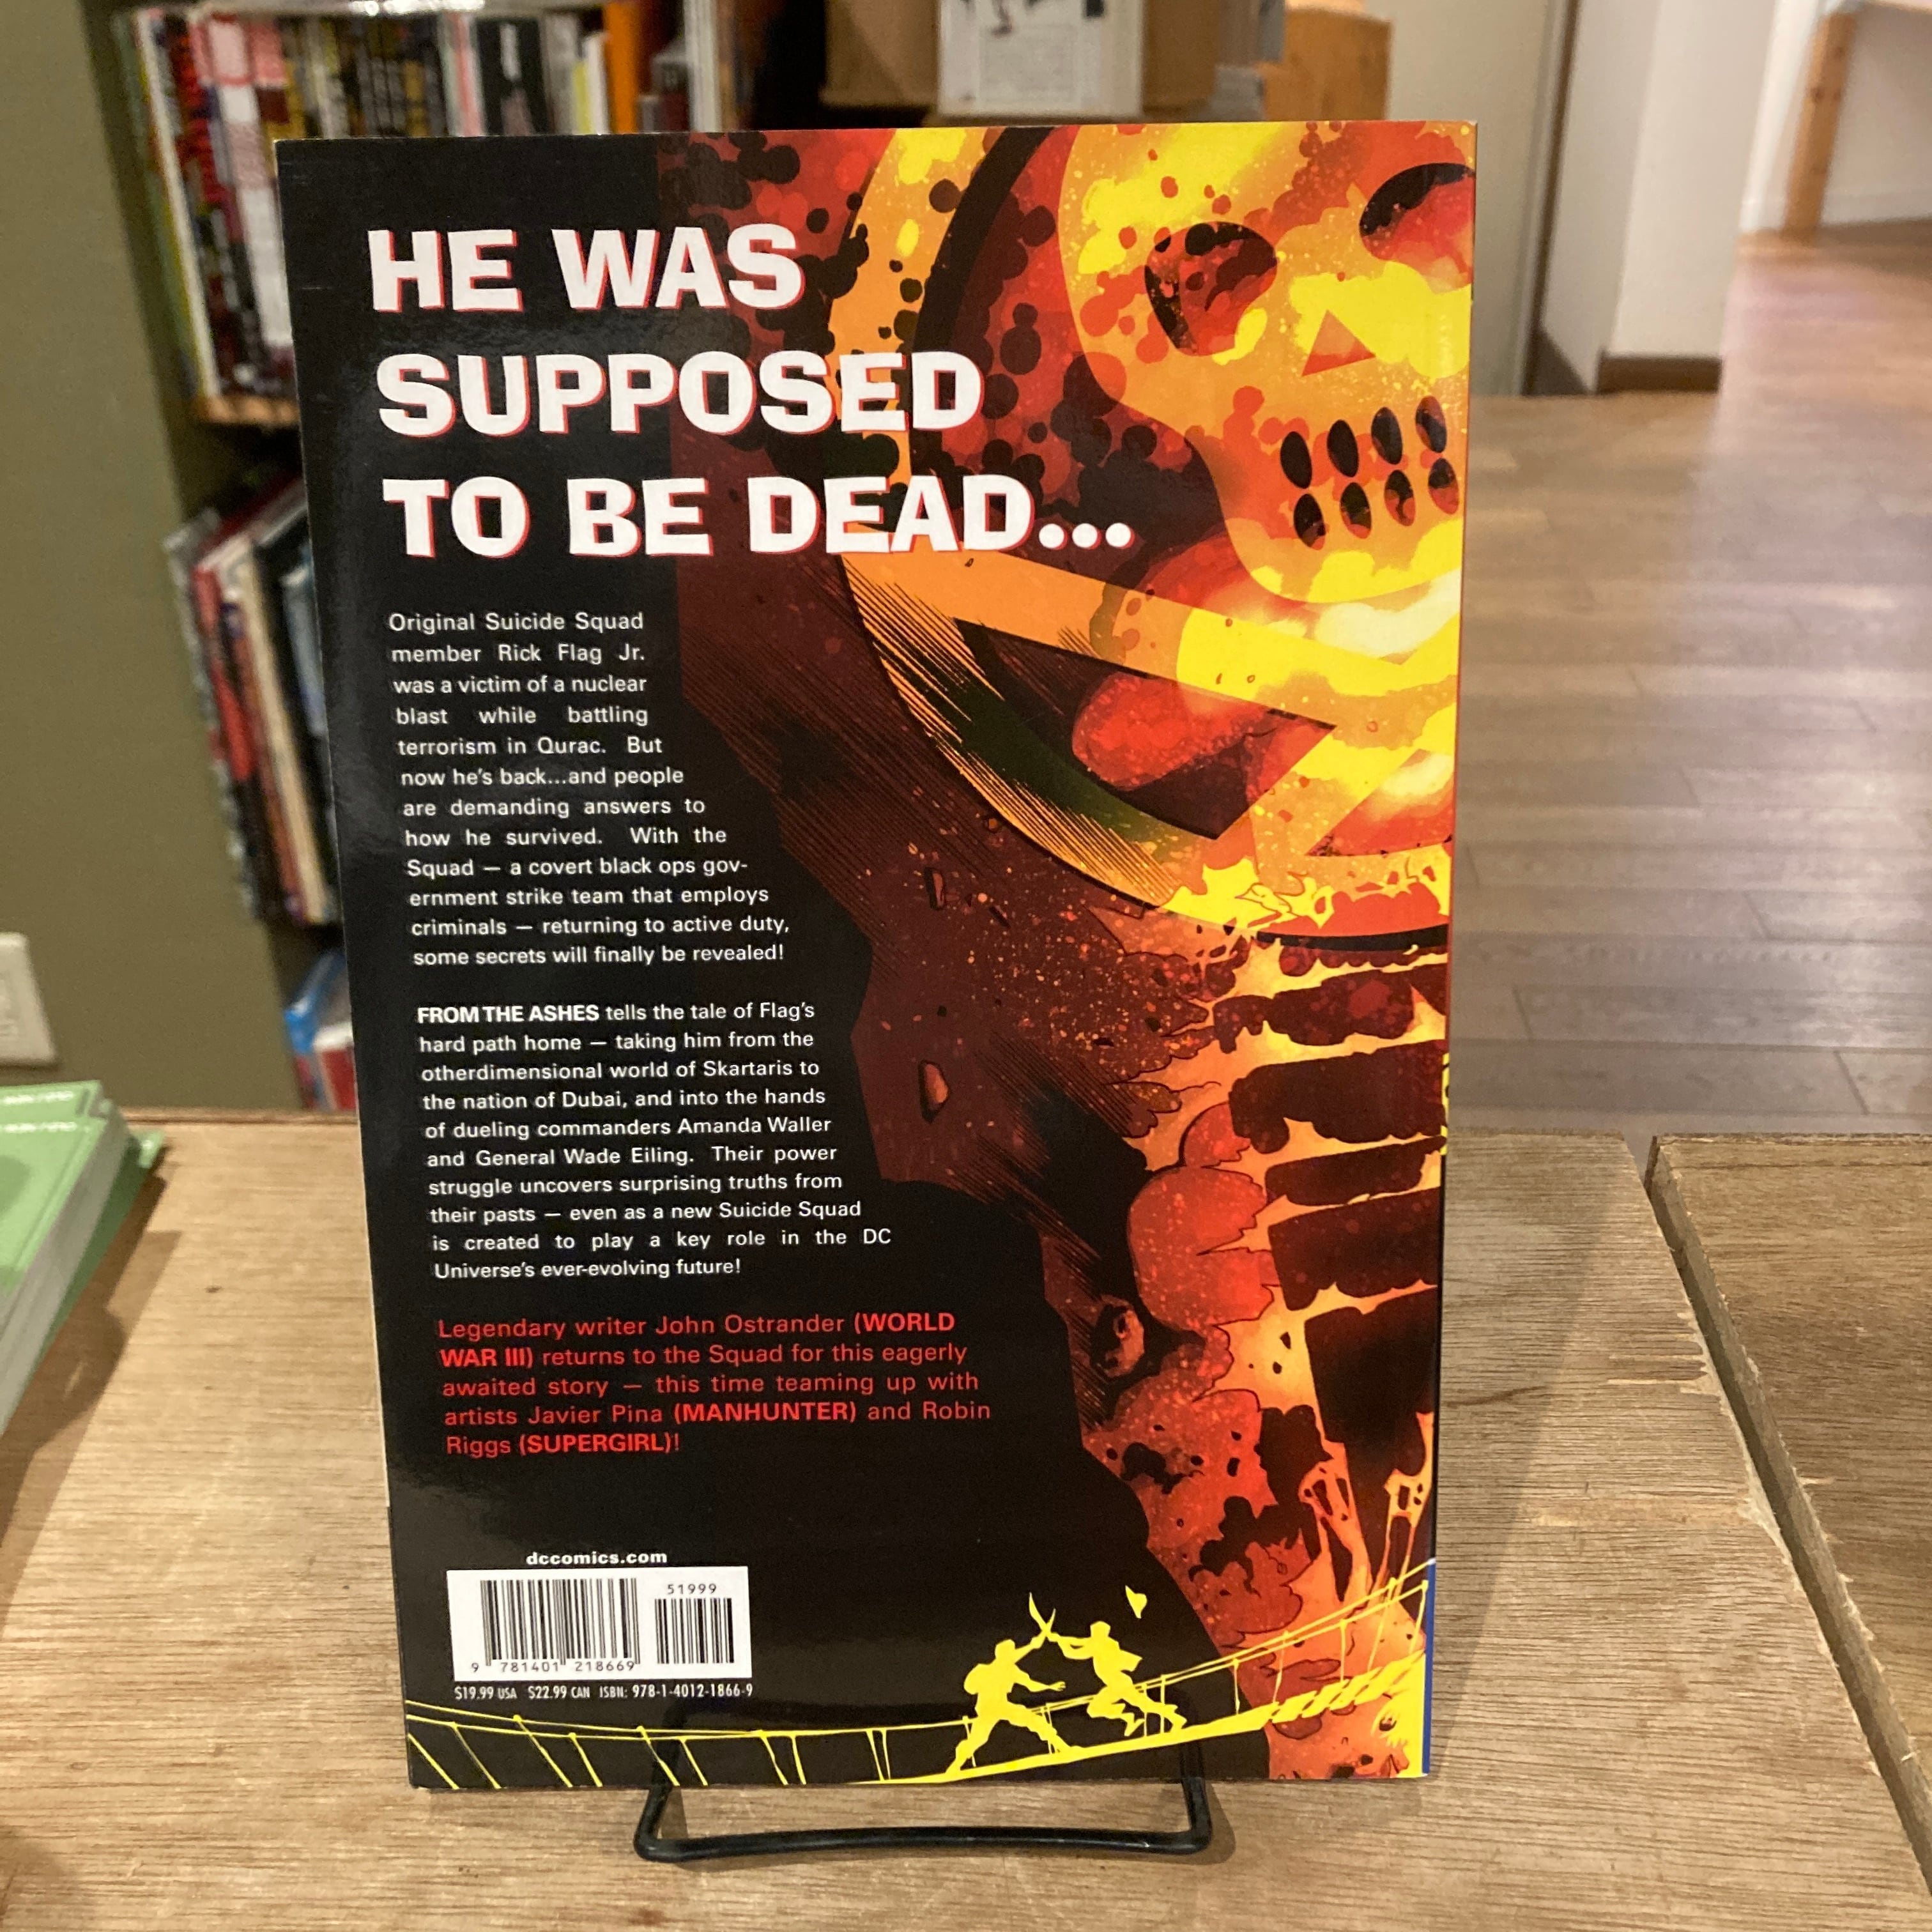 HE WAS
SUPPOSED
TO BE DEAD...
Original Suicide Squad
member Rick Flag Jr.
was a victim of a nuclear
blast while battling
terrorism in Qurac. But
now he's back...and people
are demanding answers to
how he survived. With the
Squad — a covert black ops gov-
ernment strike team that employs
criminals — returning to active duty,
some secrets will finally be revealed!
FROM THE ASHES tells the tale of Flag's
hard path home — taking him from the
otherdimensional world of Skartaris to
the nation of Dubai, and into the hands
of dueling commanders Amanda Waller
and General Wade Eiling. Their power
struggle uncovers surprising truths from
their pasts — even as a new Suicide Squad
is created to play a key role in the DC
Universe's ever-evolving future!
Legendary writer John Ostrander (WORLD
WAR III) returns to the Squad for this eagerly
awaited story — this time teaming up with
artists Javier Pina (MANHUNTER) and Robin
Riggs (SUPERGIRL)!
dccomics.com
51999
9 781401 218669
$19.99 USA $22.99 CAN ISBN: 978-1-4012-1866-9